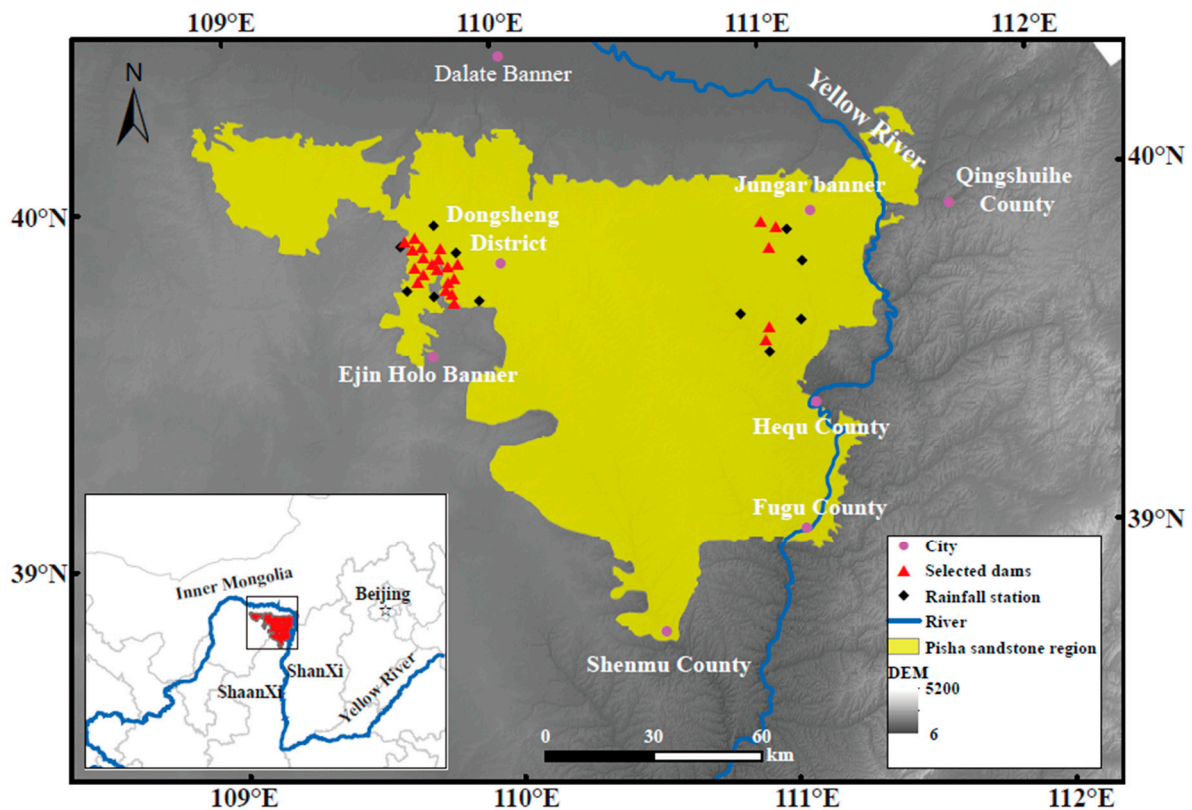 109°E
110°E
111°E
112°E
N
Dalate Banner
Yellow River
40°N
Jungar banner
Qingshuihe
County
40°N
Dongsheng
District
Ejin Holo Banner
Hequ County
Fugu County
39°N
39°N
Shenmu County
Inner Mongolia
Beijing
ShanXi
ShaanXi
Yellow River
City
Selected dams
Rainfall station
River
Pisha sandstone region
DEM
5200
6
0
30
60
km
109°E
110°E
111°E
112°E